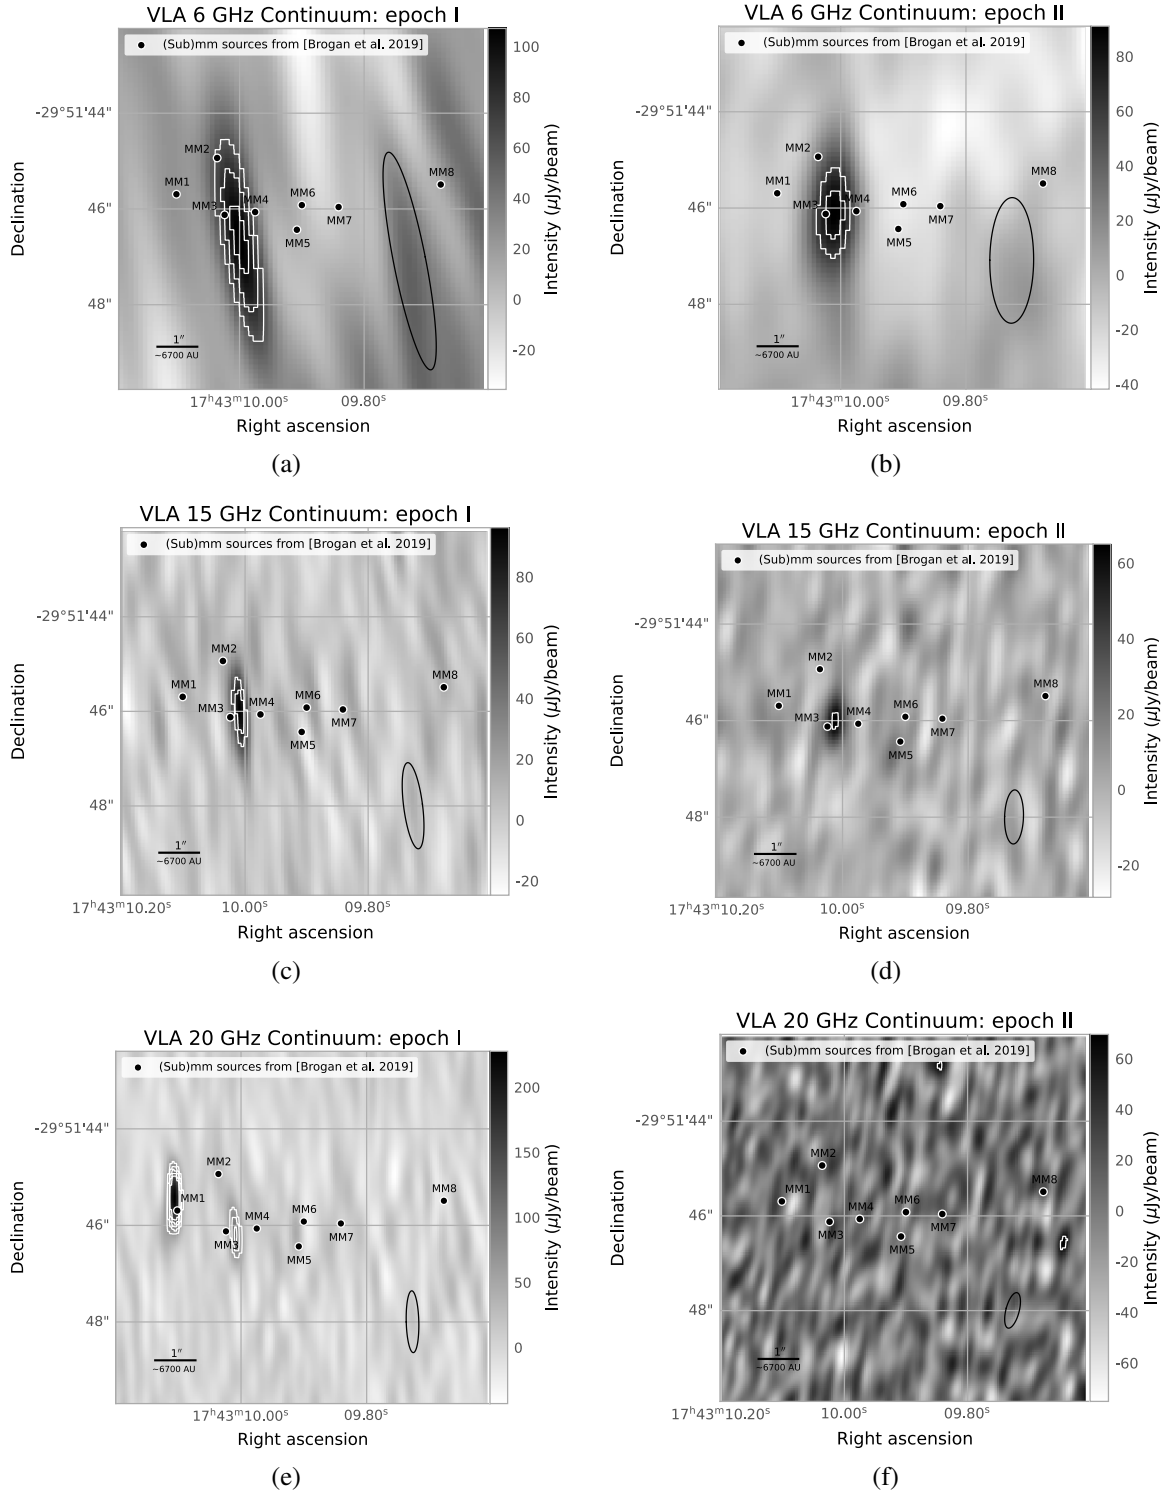 VLA 6 GHz Continuum: epoch I
(Sub)mm sources from [Brogan et al. 2019]
MM2
MM1
MM3
MM4
MM6
MM5
MM7
MM8
1″
~6700 AU
-29°51'44"
46"
48"
17ʰ43ᵐ10.00ˢ
09.80ˢ
Declination
Right ascension
100
80
60
40
20
0
-20
Intensity (μJy/beam)
(a)
VLA 6 GHz Continuum: epoch II
(Sub)mm sources from [Brogan et al. 2019]
MM2
MM1
MM3
MM4
MM6
MM5
MM7
MM8
1″
~6700 AU
-29°51'44"
46"
48"
17ʰ43ᵐ10.00ˢ
09.80ˢ
Declination
Right ascension
80
60
40
20
0
-20
-40
Intensity (μJy/beam)
(b)
VLA 15 GHz Continuum: epoch I
(Sub)mm sources from [Brogan et al. 2019]
MM2
MM1
MM3
MM4
MM6
MM5
MM7
MM8
1″
~6700 AU
-29°51'44"
46"
48"
17ʰ43ᵐ10.20ˢ
10.00ˢ
09.80ˢ
Declination
Right ascension
80
60
40
20
0
-20
Intensity (μJy/beam)
(c)
VLA 15 GHz Continuum: epoch II
(Sub)mm sources from [Brogan et al. 2019]
MM2
MM1
MM3
MM4
MM6
MM5
MM7
MM8
1″
~6700 AU
-29°51'44"
46"
48"
17ʰ43ᵐ10.20ˢ
10.00ˢ
09.80ˢ
Declination
Right ascension
60
40
20
0
-20
Intensity (μJy/beam)
(d)
VLA 20 GHz Continuum: epoch I
(Sub)mm sources from [Brogan et al. 2019]
MM2
MM1
MM3
MM4
MM6
MM5
MM7
MM8
1″
~6700 AU
-29°51'44"
46"
48"
17ʰ43ᵐ10.00ˢ
09.80ˢ
Declination
Right ascension
200
150
100
50
0
Intensity (μJy/beam)
(e)
VLA 20 GHz Continuum: epoch II
(Sub)mm sources from [Brogan et al. 2019]
MM2
MM1
MM3
MM4
MM6
MM5
MM7
MM8
1″
~6700 AU
-29°51'44"
46"
48"
17ʰ43ᵐ10.20ˢ
10.00ˢ
09.80ˢ
Declination
Right ascension
60
40
20
0
-20
-40
-60
Intensity (μJy/beam)
(f)